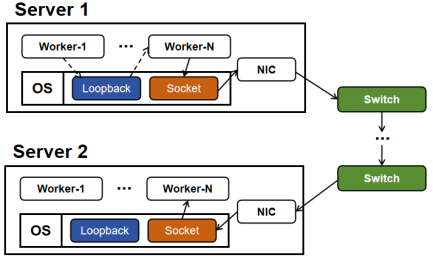 Server 1
Worker-1 ... Worker-N
OS Loopback Socket NIC
Switch
...
Server 2
Switch
Worker-1 ... Worker-N
OS Loopback Socket NIC